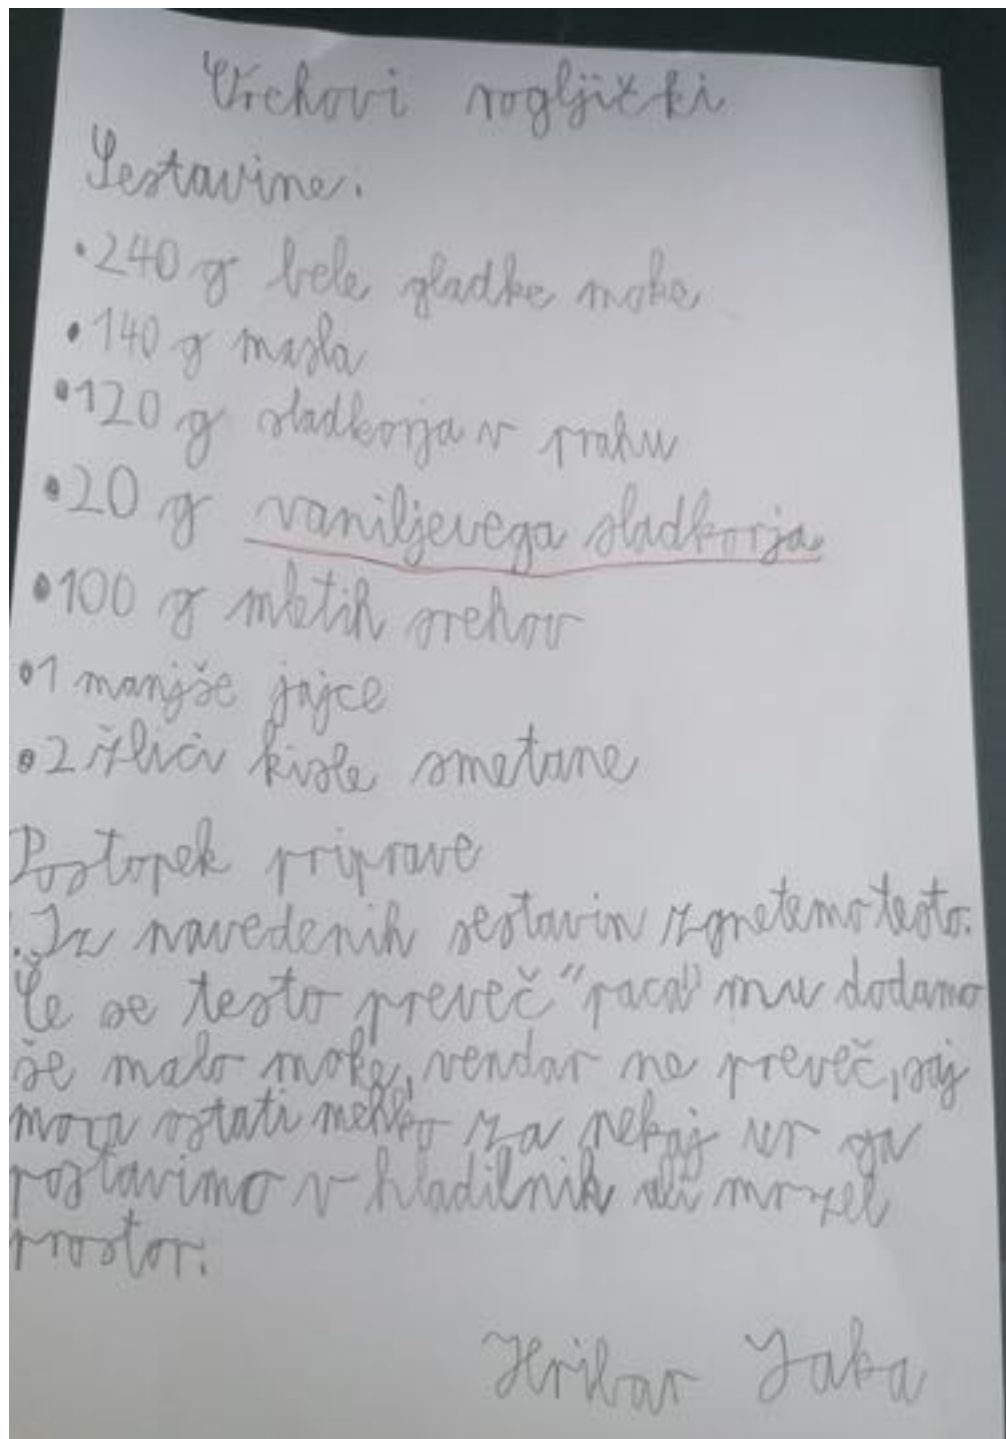 Orehovi rogljički
Sestavine:
• 240 g bele gladke moke
• 140 g masla
• 120 g sladkorja v prahu
• 20 g vaniljevega sladkorja
• 100 g mletih orehov
• 1 manjše jajce
• 2 žlici kisle smetane
Postopek priprave
. Iz navedenih sestavin zgnetemo testo.
Če se testo preveč "paca" mu dodamo
še malo moke, vendar ne preveč, saj
mora ostati mehko za nekaj ur ga
postavimo v hladilnik ali mrzel
prostor.
Hribar Jaka